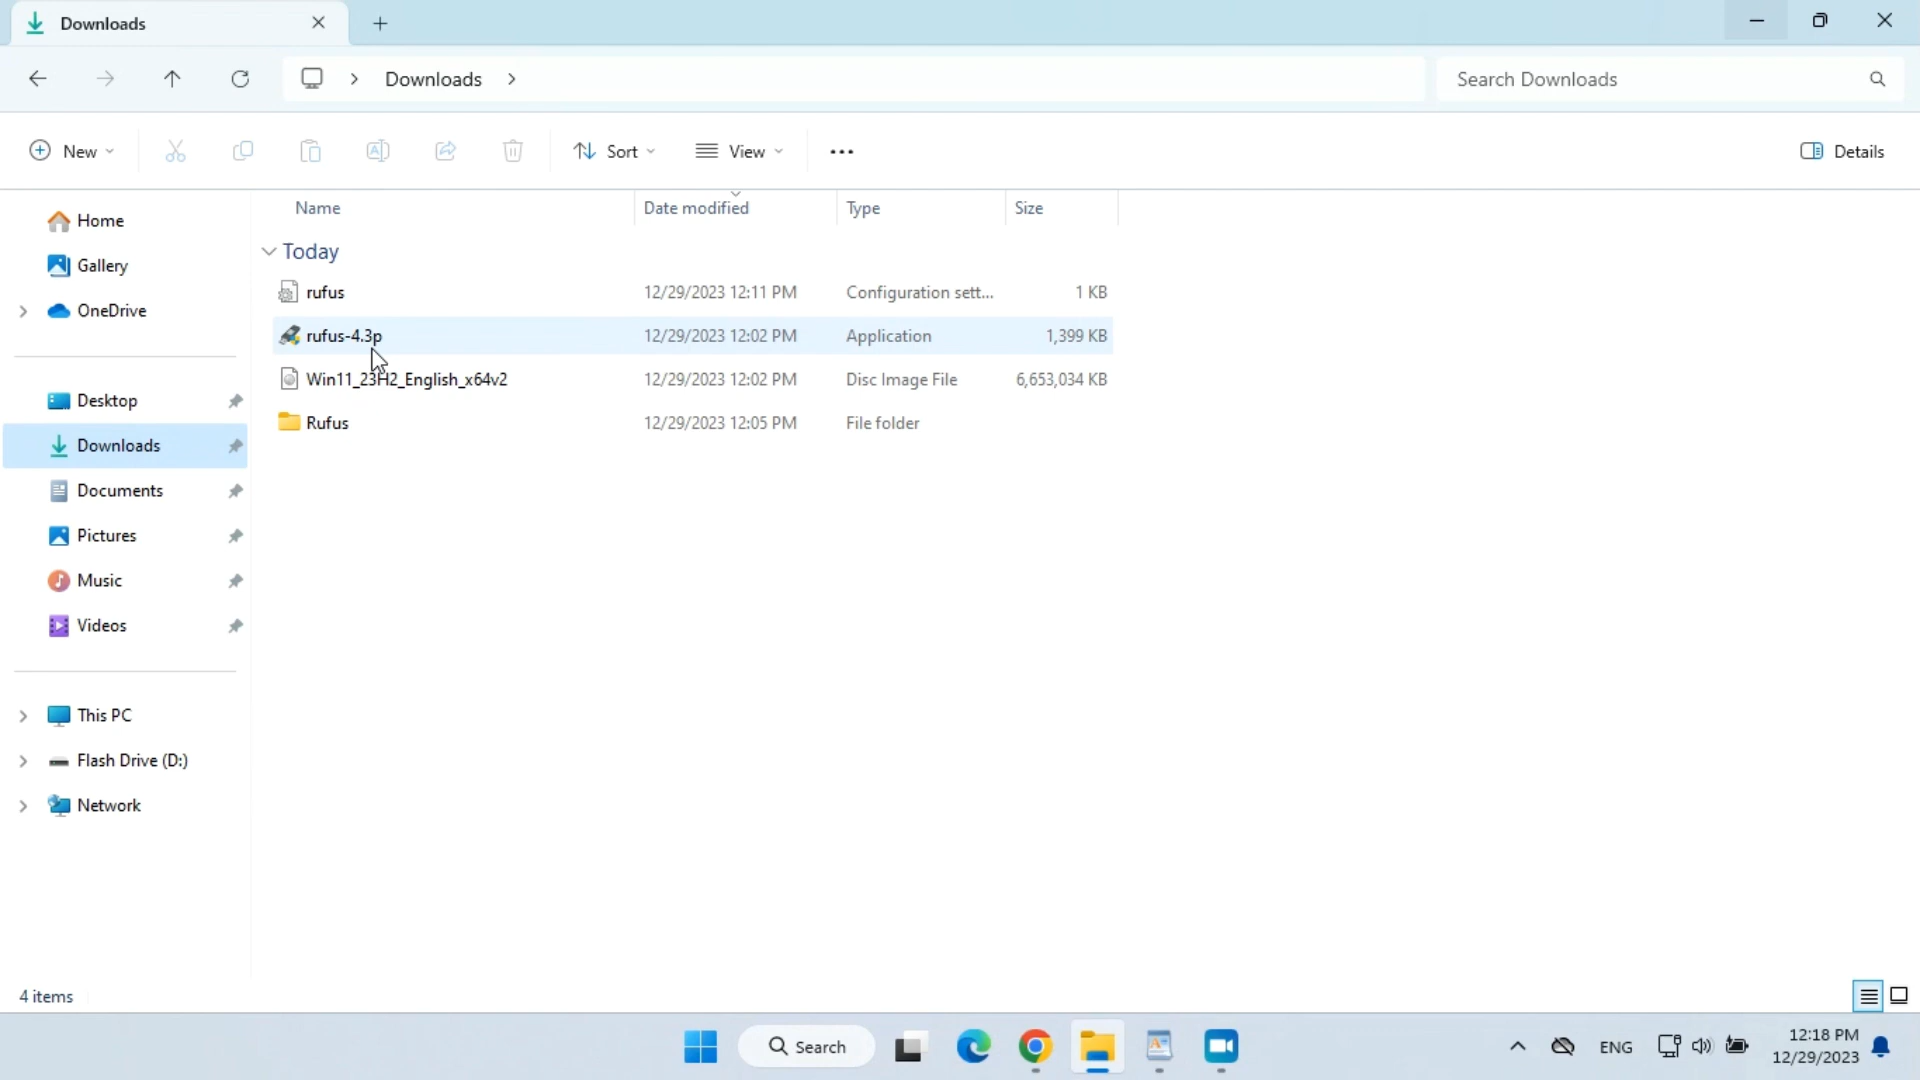 Downloads
Downloads
Search Downloads
New
Sort
View
Details
Name Date modified Type Size
Home
Gallery
OneDrive
Desktop
Downloads
Documents
Pictures
Music
Videos
This PC
Flash Drive (D:)
Network
Today
rufus 12/29/2023 12:11 PM Configuration sett... 1 KB
rufus-4.3p 12/29/2023 12:02 PM Application 1,399 KB
Win11_23H2_English_x64v2 12/29/2023 12:02 PM Disc Image File 6,653,034 KB
Rufus 12/29/2023 12:05 PM File folder
4 items
Search
ENG
12:18 PM
12/29/2023